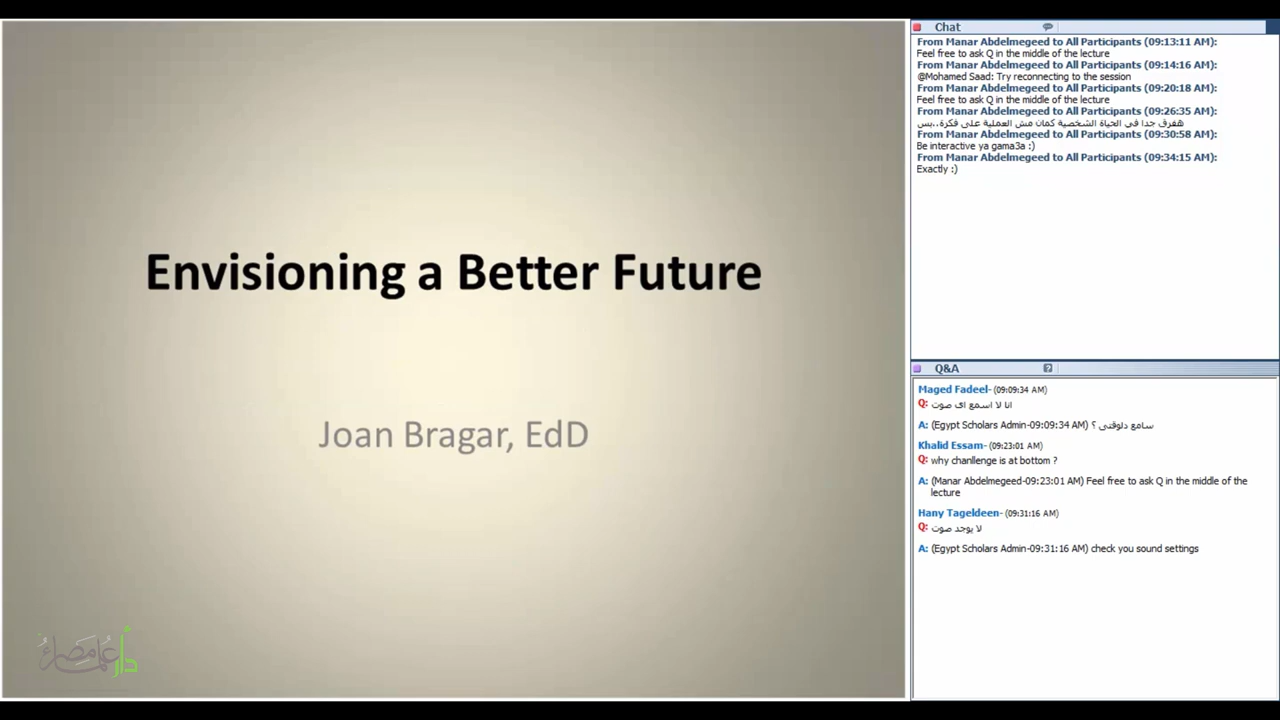 Envisioning a Better Future
Joan Bragar, EdD
Chat
From Manar Abdelmegeed to All Participants (09:13:11 AM):
Feel free to ask Q in the middle of the lecture
From Manar Abdelmegeed to All Participants (09:14:16 AM):
@Mohamed Saad: Try reconnecting to the session
From Manar Abdelmegeed to All Participants (09:20:18 AM):
Feel free to ask Q in the middle of the lecture
From Manar Abdelmegeed to All Participants (09:26:35 AM):
هتفرق جدا فى الحياة الشخصية كمان مش العملية على فكرة..بس
From Manar Abdelmegeed to All Participants (09:30:58 AM):
Be interactive ya gama3a :)
From Manar Abdelmegeed to All Participants (09:34:15 AM):
Exactly :)
Q&A
Maged Fadeel- (09:09:34 AM)
Q: انا لا اسمع اى صوت
A: (Egypt Scholars Admin-09:09:34 AM) سامع دلوقتى ؟
Khalid Essam- (09:23:01 AM)
Q: why chanllenge is at bottom ?
A: (Manar Abdelmegeed-09:23:01 AM) Feel free to ask Q in the middle of the
lecture
Hany Tageldeen- (09:31:16 AM)
Q: لا يوجد صوت
A: (Egypt Scholars Admin-09:31:16 AM) check you sound settings